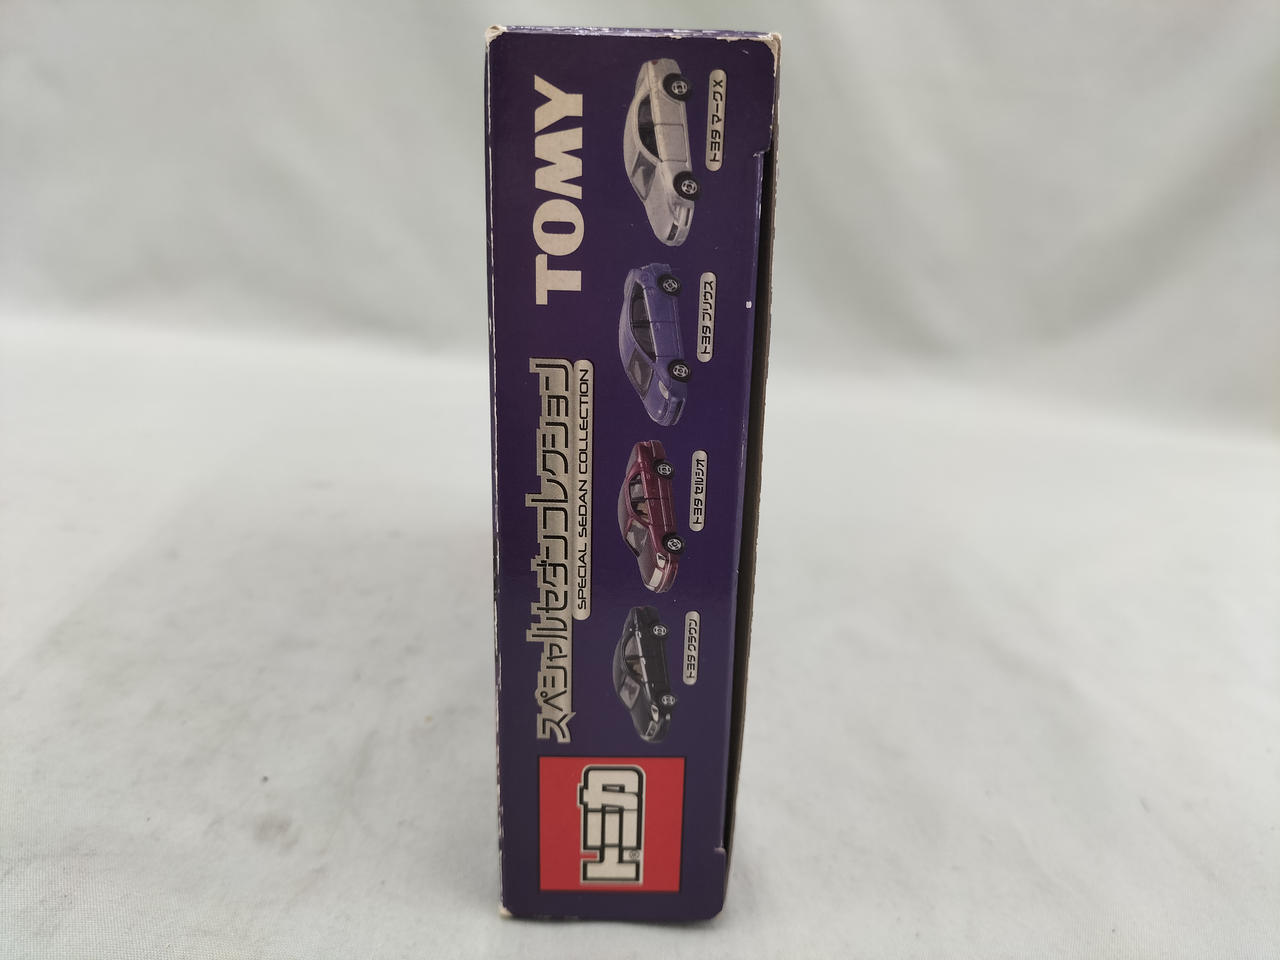 トミカ
スペシャルセダンコレクション
SPECIAL SEDAN COLLECTION
TOMY
トヨタ クラウン
トヨタ セルシオ
トヨタ プリウス
トヨタ マークX